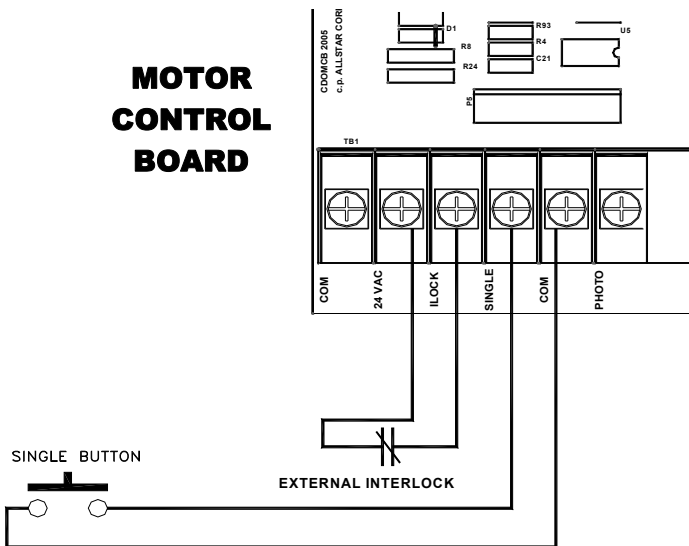 MOTOR
CONTROL
BOARD
CDOMCB 2005
c.p. ALLSTAR CORI
D1
R8
R24
R93
R4
C21
U5
P5
TB1
COM
24 VAC
ILOCK
SINGLE
COM
PHOTO
EXTERNAL INTERLOCK
SINGLE BUTTON